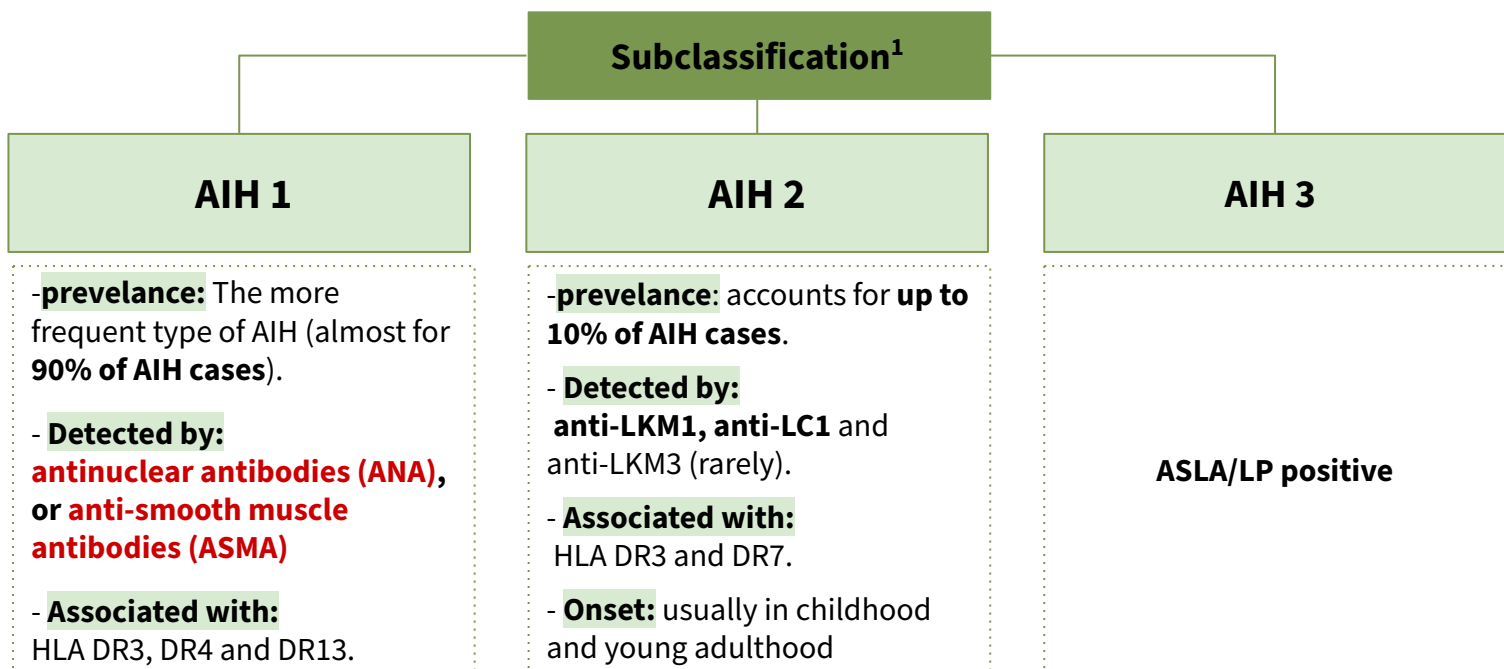 Subclassification¹
AIH 1
-prevelance: The more
frequent type of AIH (almost for
90% of AIH cases).
- Detected by:
antinuclear antibodies (ANA),
or anti-smooth muscle
antibodies (ASMA)
- Associated with:
HLA DR3, DR4 and DR13.
AIH 2
-prevelance: accounts for up to
10% of AIH cases.
- Detected by:
anti-LKM1, anti-LC1 and
anti-LKM3 (rarely).
- Associated with:
HLA DR3 and DR7.
- Onset: usually in childhood
and young adulthood
AIH 3
ASLA/LP positive